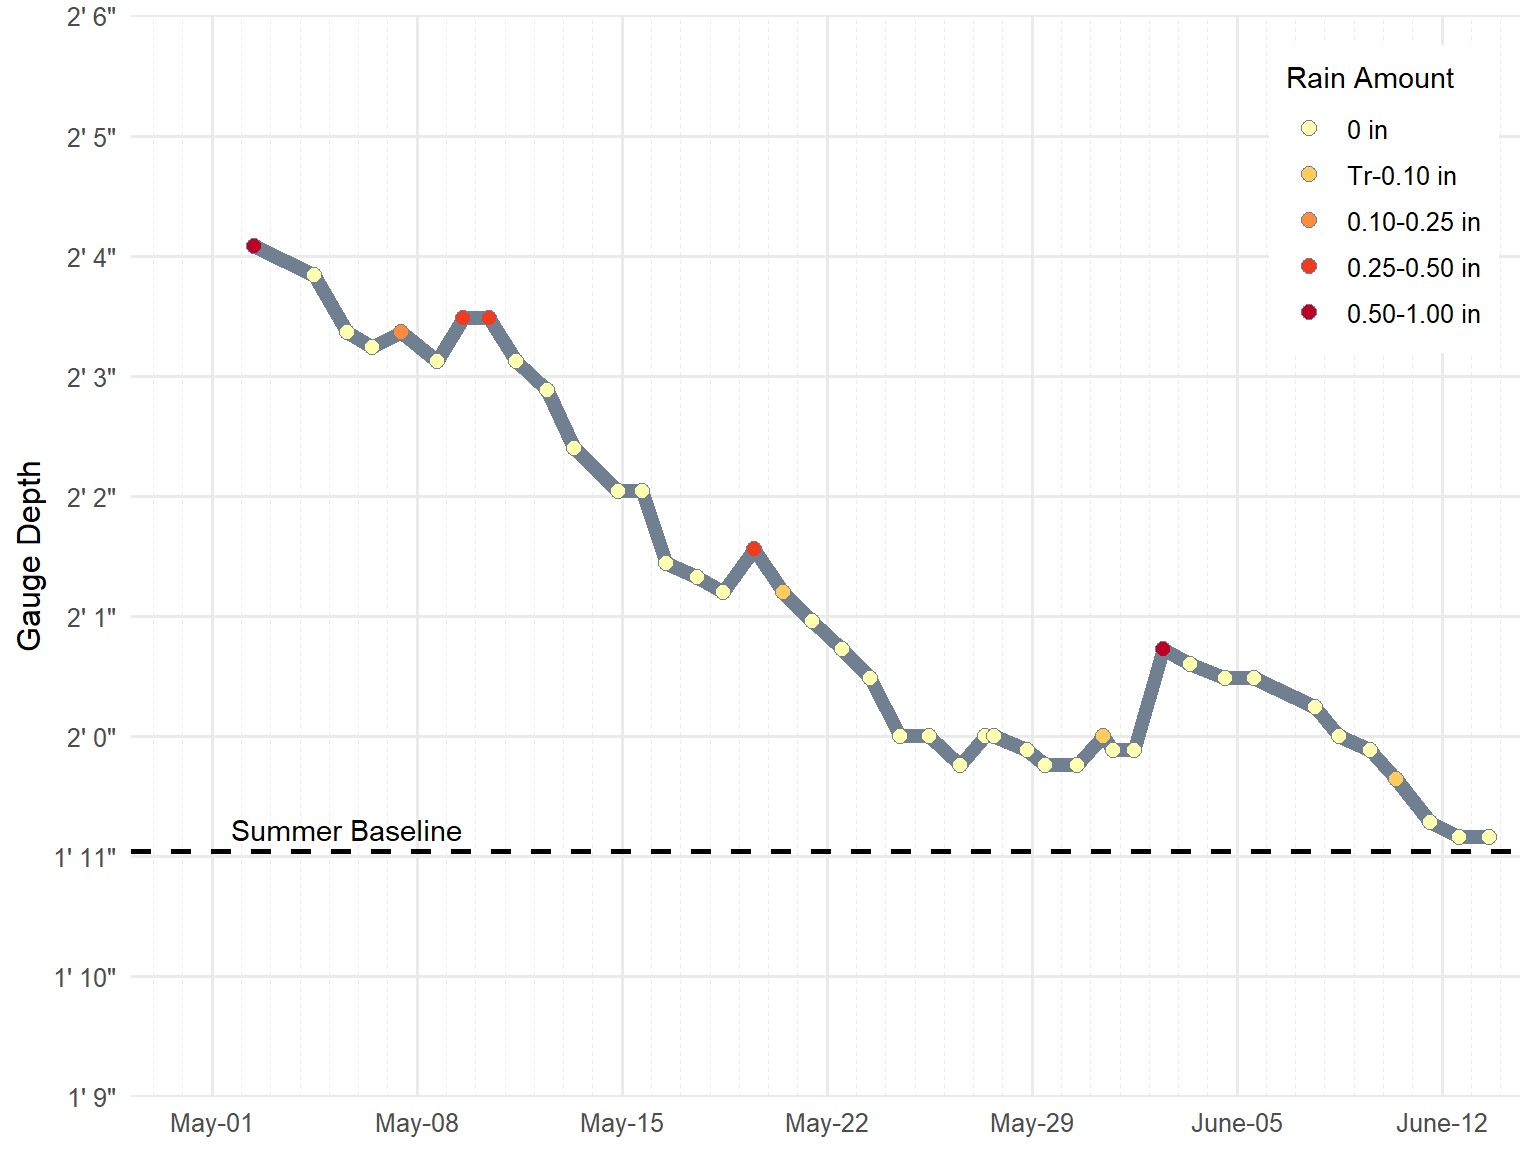 2' 6"
2' 5"
2' 4"
2' 3"
2' 2"
2' 1"
2' 0"
1' 11"
1' 10"
1' 9"
Gauge Depth
Rain Amount
0 in
Tr-0.10 in
0.10-0.25 in
0.25-0.50 in
0.50-1.00 in
Summer Baseline
May-01 May-08 May-15 May-22 May-29 June-05 June-12